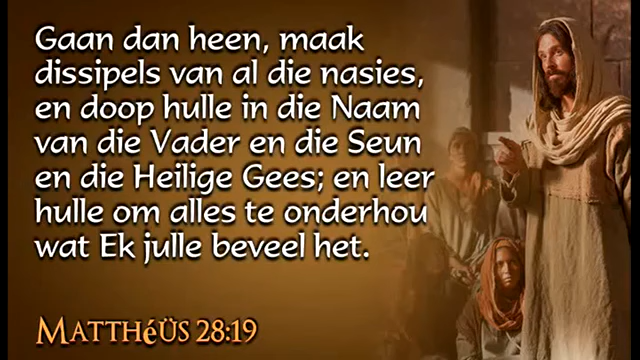 Gaan dan heen, maak
dissipels van al die nasies,
en doop hulle in die Naam
van die Vader en die Seun
en die Heilige Gees; en leer
hulle om alles te onderhou
wat Ek julle beveel het.
MATTHéÜS 28:19